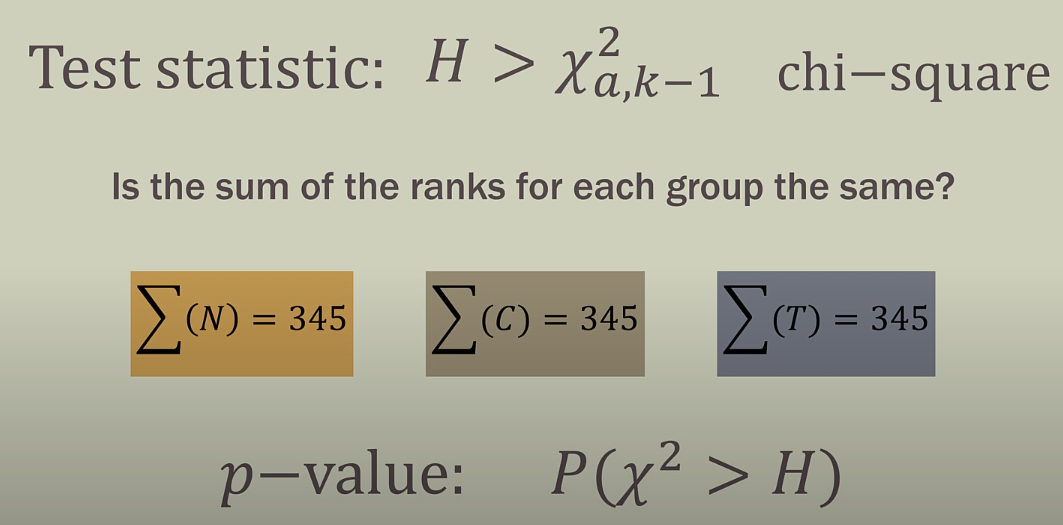 Test statistic: H > χ²ₐ,ₖ₋₁ chi−square
Is the sum of the ranks for each group the same?
∑(N) = 345 ∑(C) = 345 ∑(T) = 345
p−value: P(χ² > H)